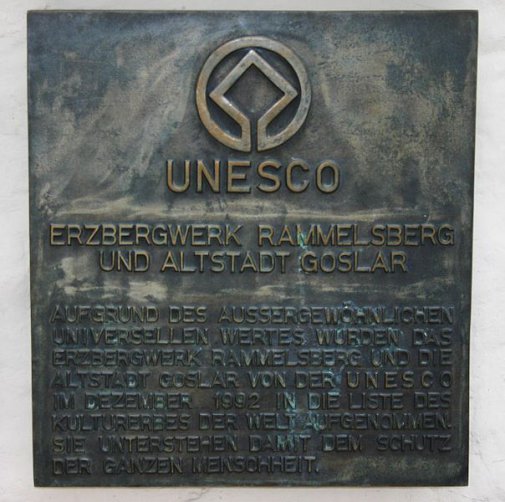 UNESCO
ERZBERGWERK RAMMELSBERG
UND ALTSTADT GOSLAR
AUFGRUND DES AUSSERGEWÖHNLICHEN
UNIVERSELLEN WERTES WURDEN DAS
ERZBERGWERK RAMMELSBERG UND DIE
ALTSTADT GOSLAR VON DER UNESCO
IM DEZEMBER 1992 IN DIE LISTE DES
KULTURERBES DER WELT AUFGENOMMEN.
SIE UNTERSTEHEN DAMIT DEM SCHUTZ
DER GANZEN MENSCHHEIT.